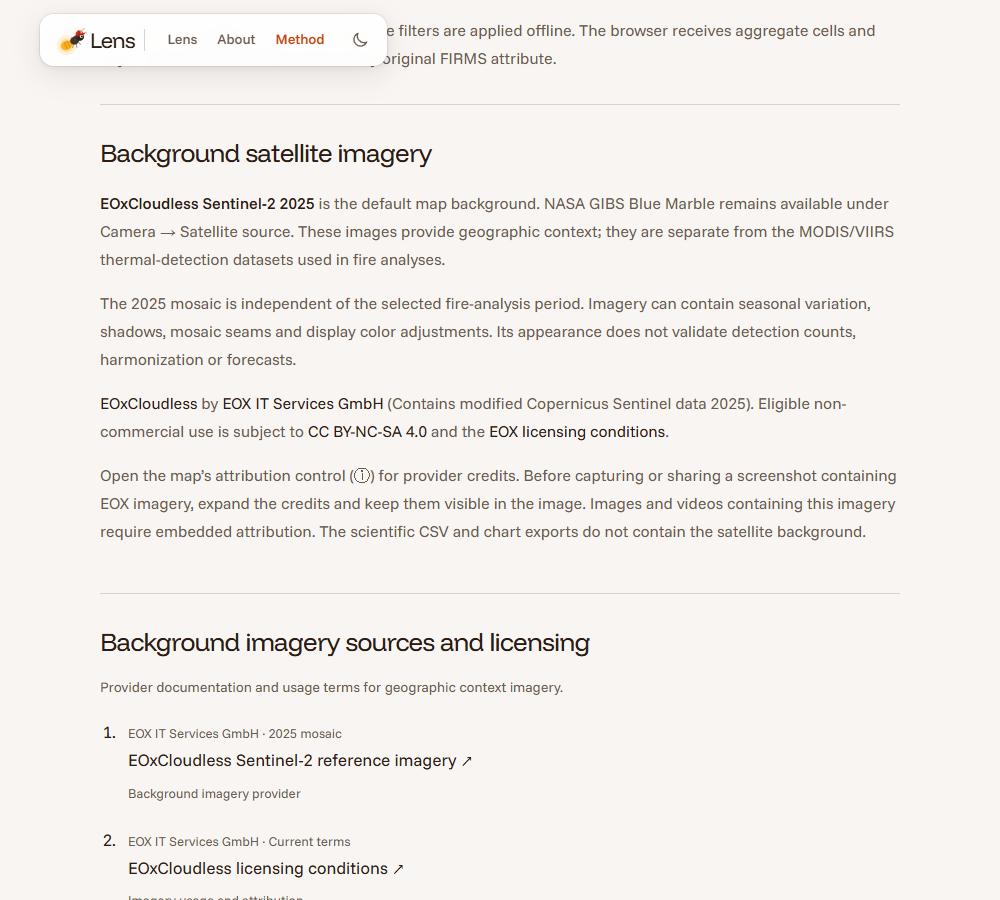 Lens
Lens About Method
e filters are applied offline. The browser receives aggregate cells and
original FIRMS attribute.
Background satellite imagery
EOxCloudless Sentinel-2 2025 is the default map background. NASA GIBS Blue Marble remains available under
Camera → Satellite source. These images provide geographic context; they are separate from the MODIS/VIIRS
thermal-detection datasets used in fire analyses.
The 2025 mosaic is independent of the selected fire-analysis period. Imagery can contain seasonal variation,
shadows, mosaic seams and display color adjustments. Its appearance does not validate detection counts,
harmonization or forecasts.
EOxCloudless by EOX IT Services GmbH (Contains modified Copernicus Sentinel data 2025). Eligible non-
commercial use is subject to CC BY-NC-SA 4.0 and the EOX licensing conditions.
Open the map’s attribution control (ⓘ) for provider credits. Before capturing or sharing a screenshot containing
EOX imagery, expand the credits and keep them visible in the image. Images and videos containing this imagery
require embedded attribution. The scientific CSV and chart exports do not contain the satellite background.
Background imagery sources and licensing
Provider documentation and usage terms for geographic context imagery.
1. EOX IT Services GmbH · 2025 mosaic
EOxCloudless Sentinel-2 reference imagery ↗
Background imagery provider
2. EOX IT Services GmbH · Current terms
EOxCloudless licensing conditions ↗
Imagery usage and attribution